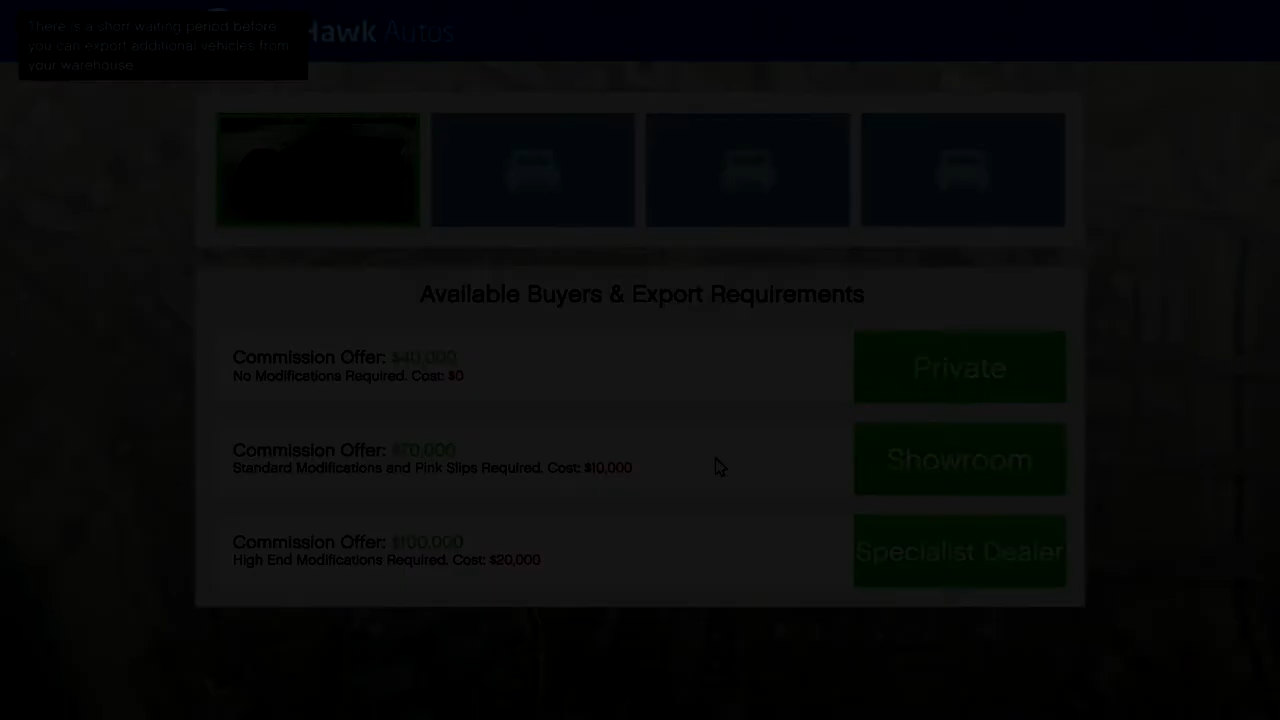 There is a short waiting period before
you can export additional vehicles from
your warehouse.
Hawk Autos
Available Buyers & Export Requirements
Commission Offer: $40,000
No Modifications Required. Cost: $0
Private
Commission Offer: $70,000
Standard Modifications and Pink Slips Required. Cost: $10,000
Showroom
Commission Offer: $100,000
High End Modifications Required. Cost: $20,000
Specialist Dealer